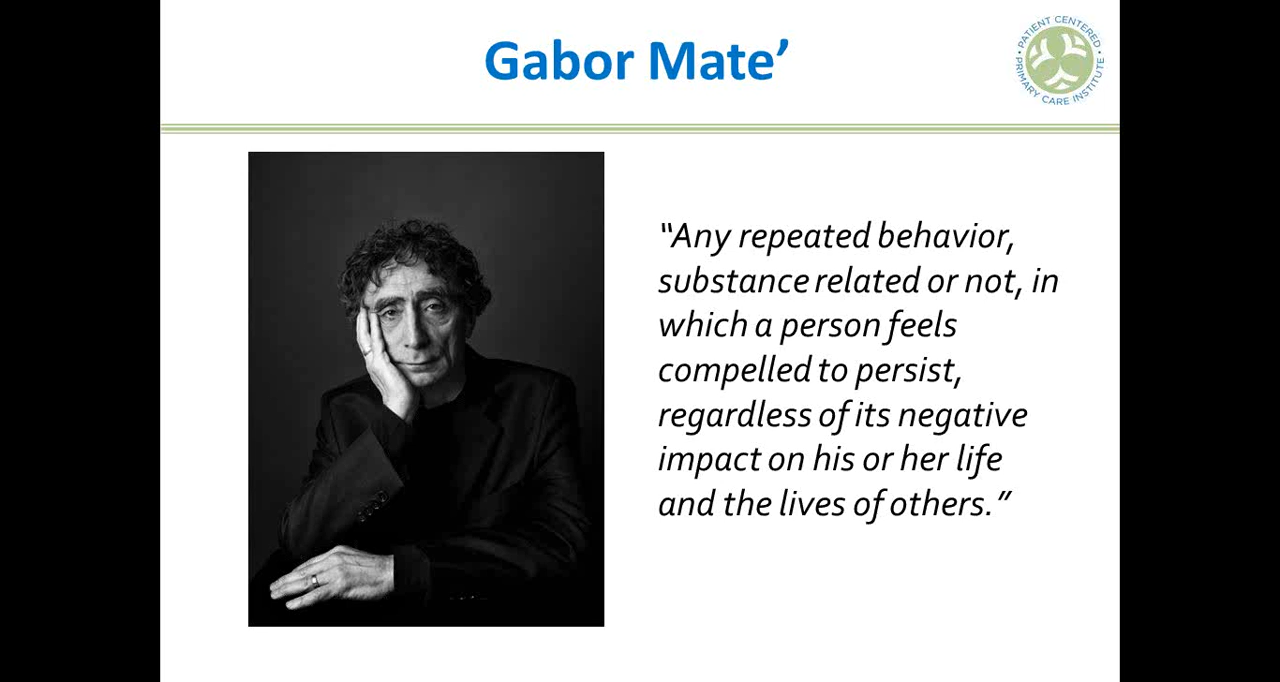 Gabor Mate’
• PATIENT CENTERED •
PRIMARY CARE INSTITUTE
“Any repeated behavior,
substance related or not, in
which a person feels
compelled to persist,
regardless of its negative
impact on his or her life
and the lives of others.”